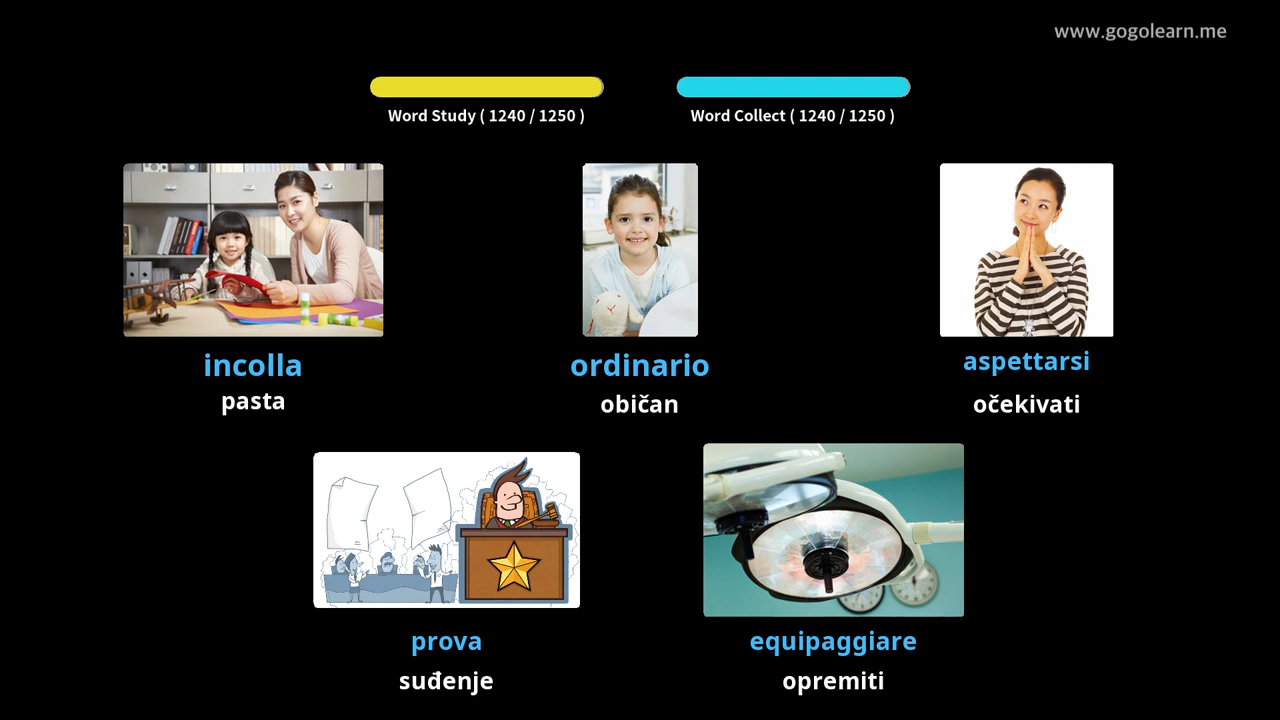 www.gogolearn.me
Word Study ( 1240 / 1250 )
Word Collect ( 1240 / 1250 )
incolla
pasta
ordinario
običan
aspettarsi
očekivati
prova
suđenje
equipaggiare
opremiti